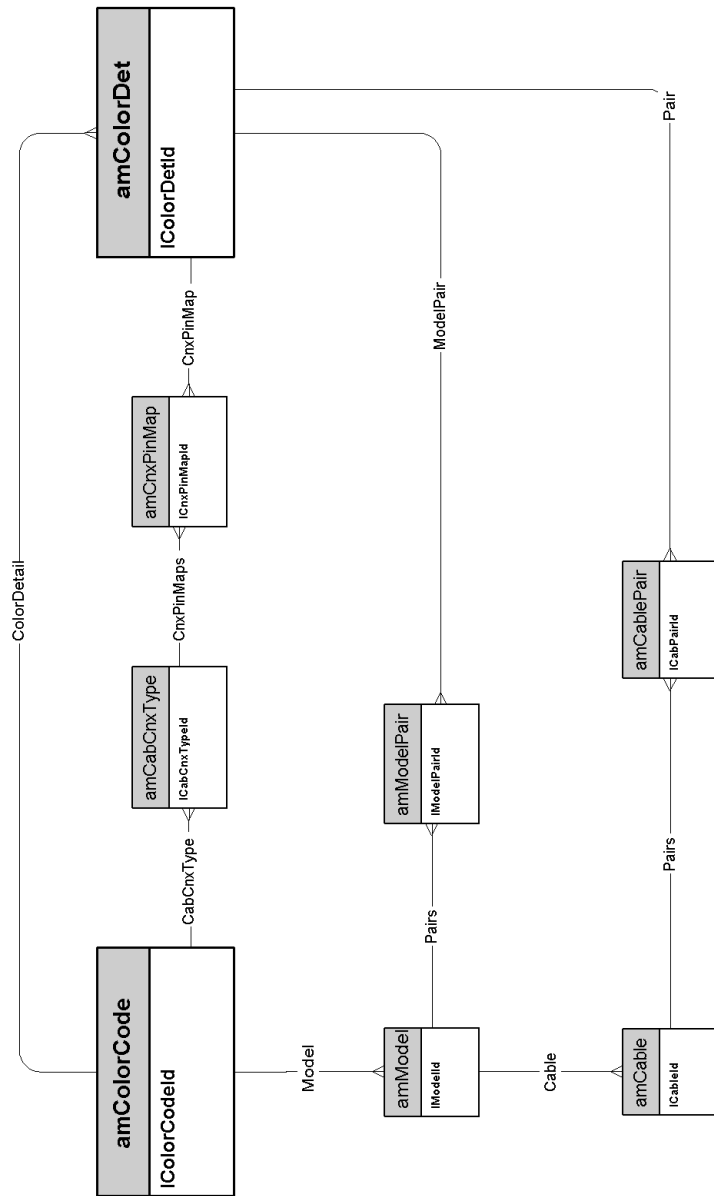 ColorDetail
amColorCode
lColorCodeId
CabCnxType
amCabCnxType
lCabCnxTypeId
CnxPinMaps
amCnxPinMap
lCnxPinMapId
CnxPinMap
amColorDet
lColorDetId
Model
amModel
lModelId
Pairs
amModelPair
lModelPairId
ModelPair
Cable
amCable
lCableId
Pairs
amCablePair
lCabPairId
Pair